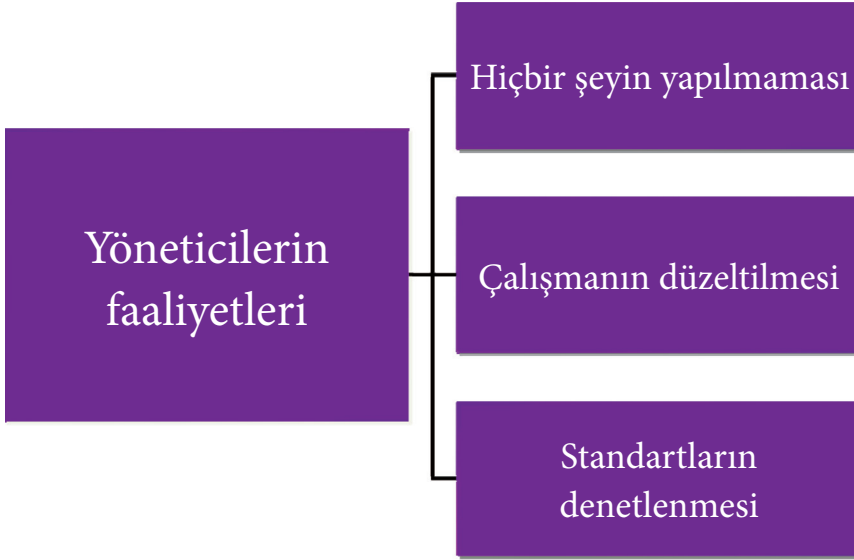 Yöneticilerin
faaliyetleri
Hiçbir şeyin yapılmaması
Çalışmanın düzeltilmesi
Standartların
denetlenmesi